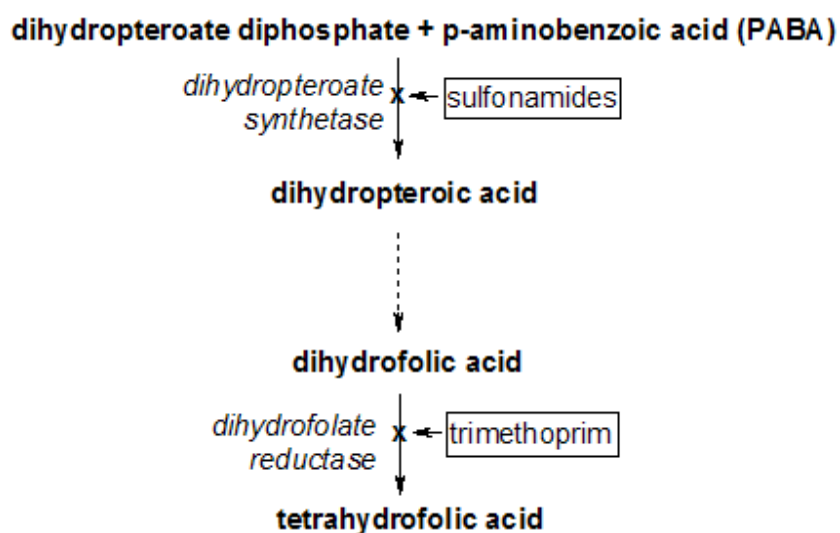 dihydropteroate diphosphate + p-aminobenzoic acid (PABA)
dihydropteroate
synthetase
x
sulfonamides
dihydropteroic acid
dihydrofolic acid
dihydrofolate
reductase
x
trimethoprim
tetrahydrofolic acid